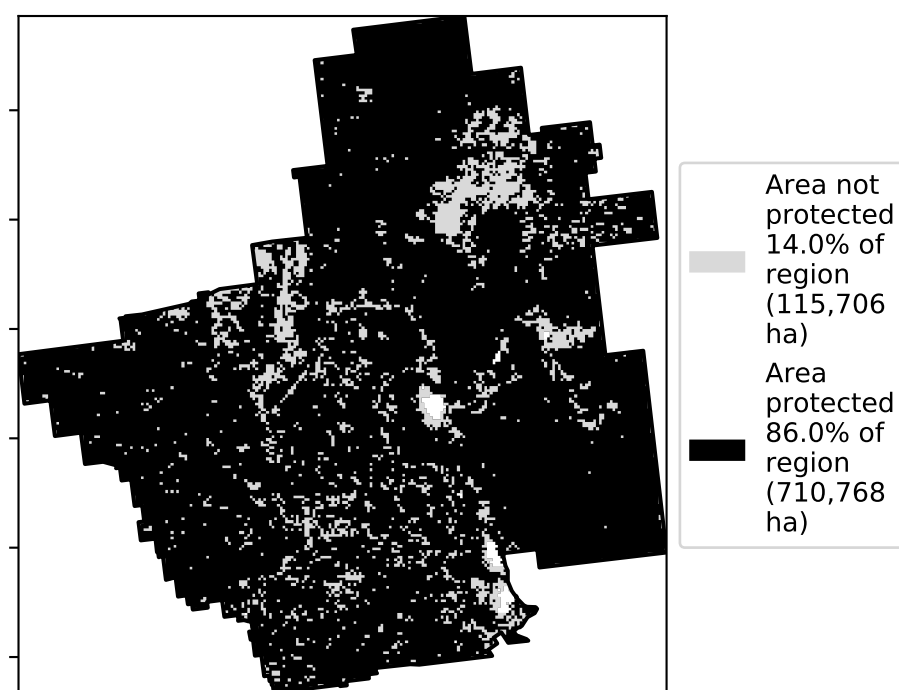 Area not
protected
14.0% of
region
(115,706
ha)
Area
protected
86.0% of
region
(710,768
ha)